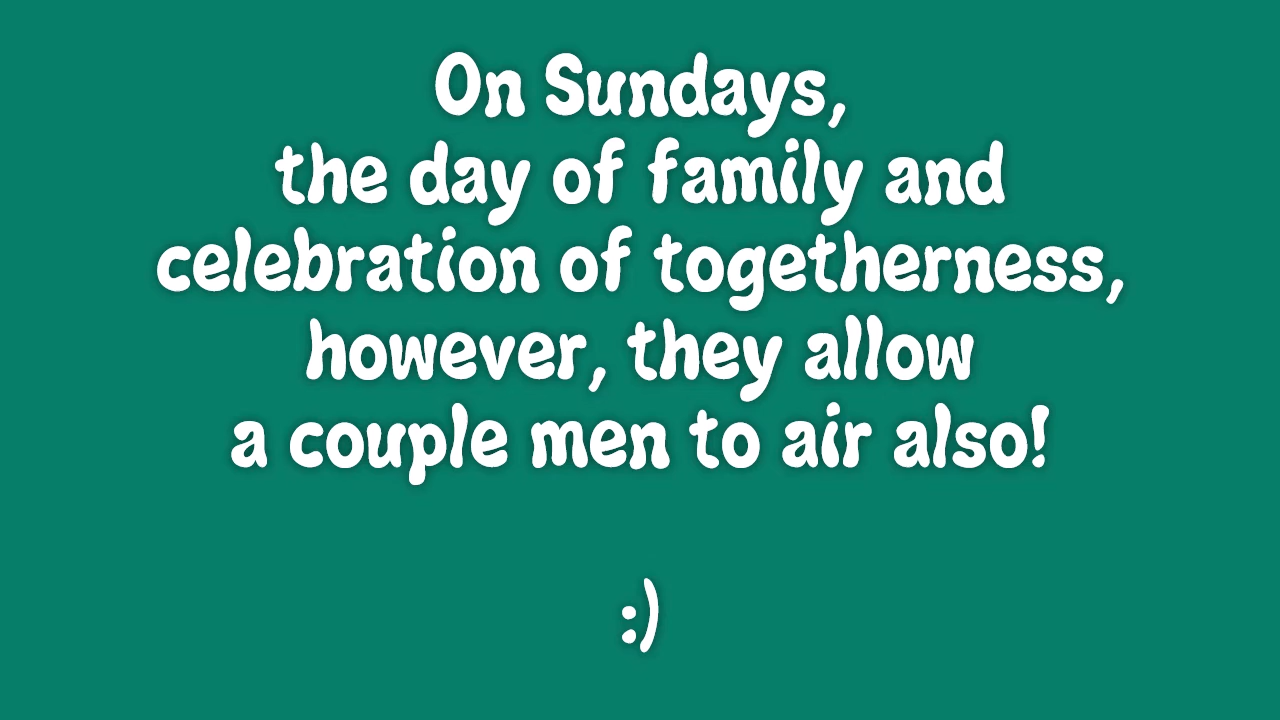 On Sundays,
the day of family and
celebration of togetherness,
however, they allow
a couple men to air also!
:)